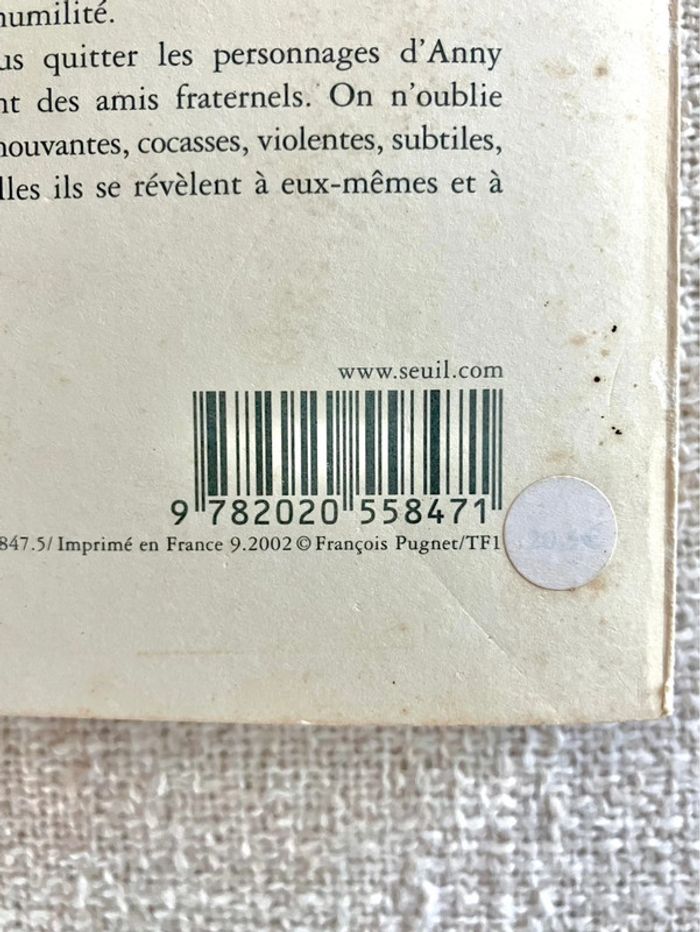 humilité.
us quitter les personnages d'Anny
nt des amis fraternels. On n'oublie
nouvantes, cocasses, violentes, subtiles,
lles ils se révèlent à eux-mêmes et à
www.seuil.com
9 782020 558471
847.5/ Imprimé en France 9.2002 © François Pugnet/TF1